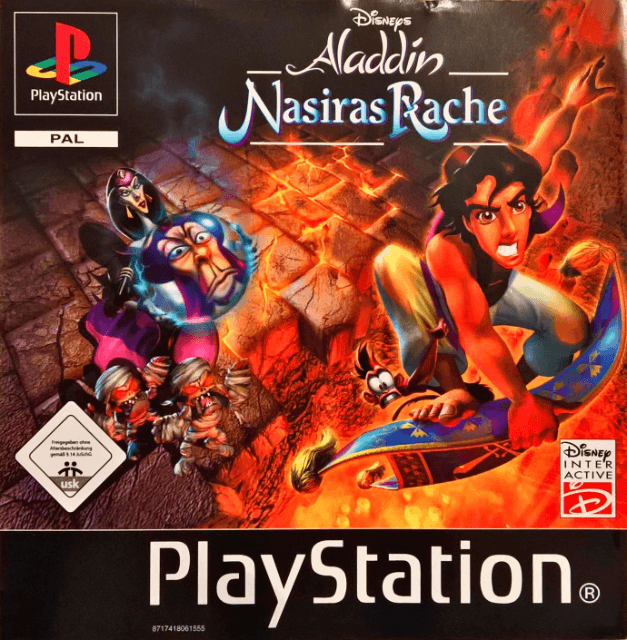 PlayStation
PAL
Disney's
Aladdin
Nasiras Rache
Freigegeben ohne
Altersbeschränkung
gemäß § 14 JuSchG
usk
Disney
INTER
ACTIVE
D
PlayStation®
8717418061555